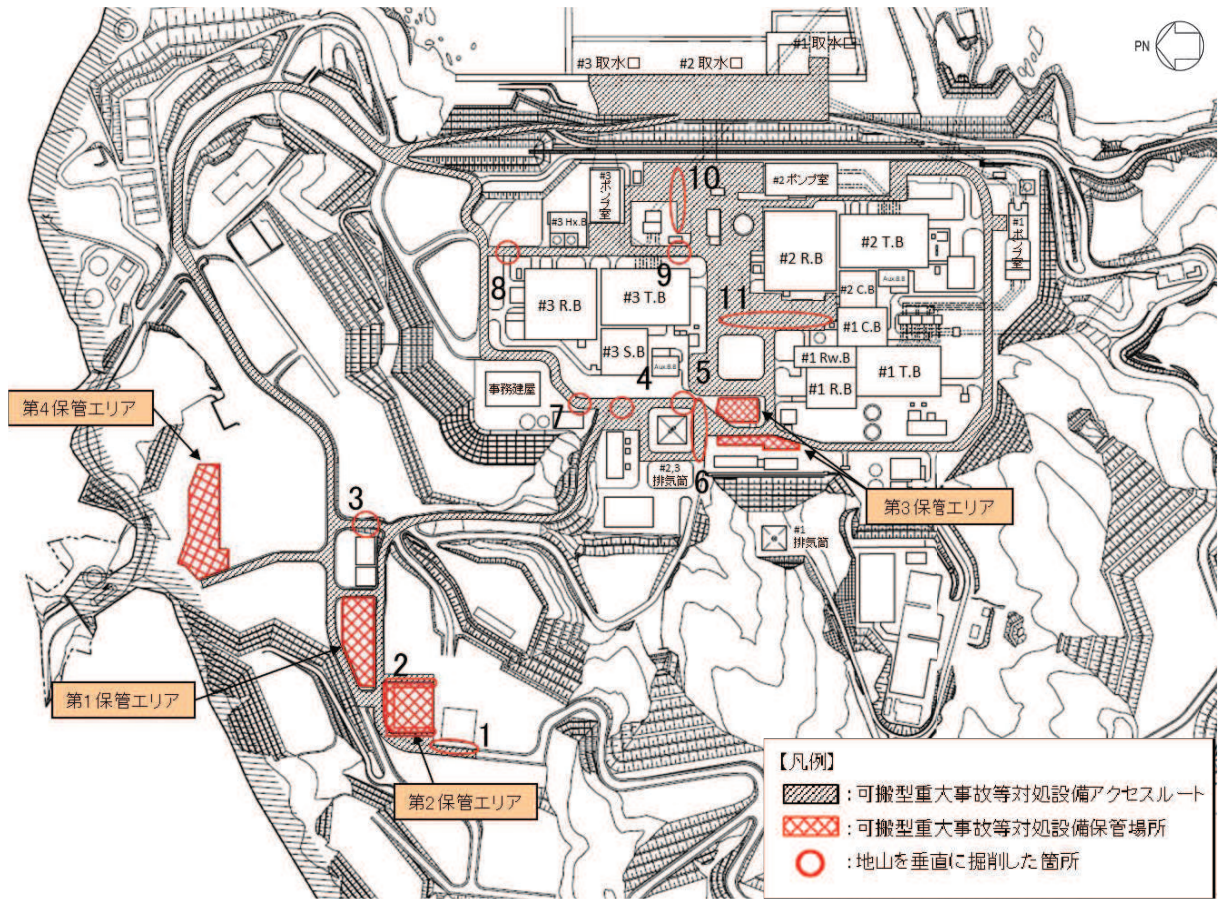 #1取水口
#3取水口
#2取水口
PN
#3
ポンプ室
10
#2ポンプ室
#1
ポンプ室
#3 Hx.B
#2 T.B
#2 R.B
8
9
#2 C.B
Aux.B.B
#3 R.B
#3 T.B
11
#1 C.B
#3 S.B
#1 Rw.B
4
Aux.B.B
5
#1 R.B
#1 T.B
事務建屋
7
第4保管エリア
#2,3
排気筒
6
3
第3保管エリア
#1
排気筒
2
第1保管エリア
1
第2保管エリア
【凡例】
:可搬型重大事故等対処設備アクセスルート
:可搬型重大事故等対処設備保管場所
:地山を垂直に掘削した箇所